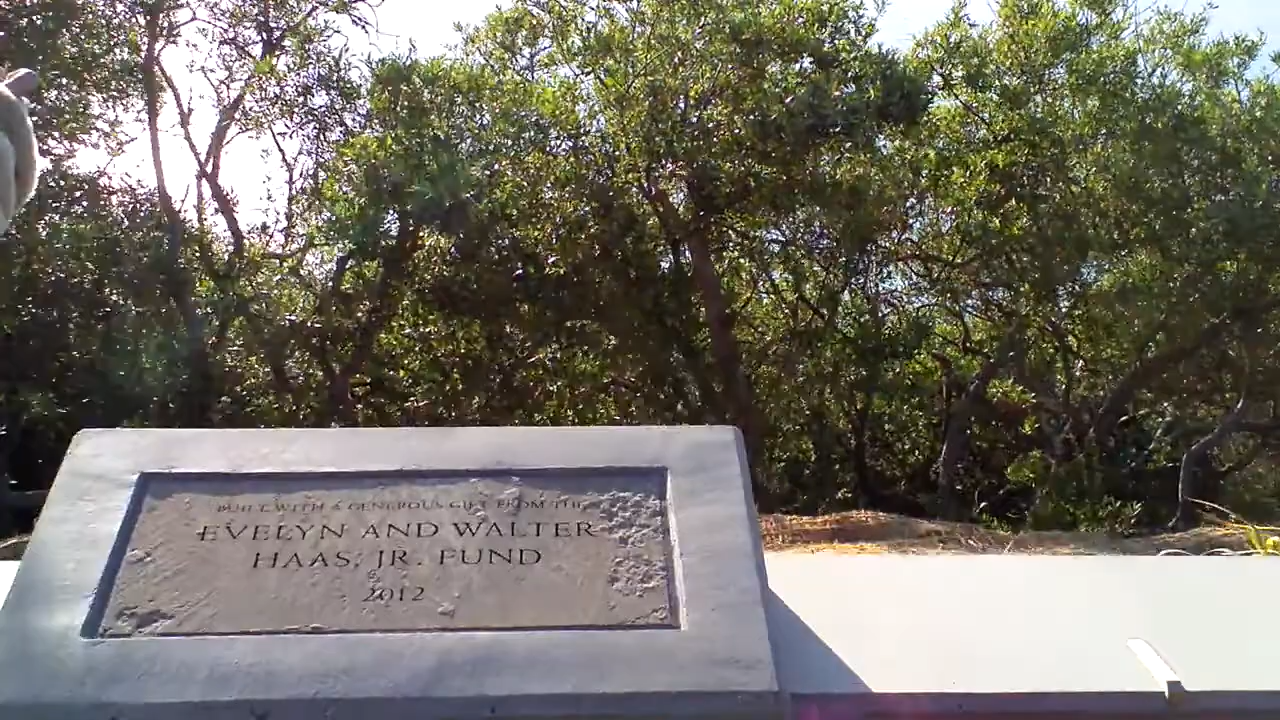 BUILT WITH A GENEROUS GIFT FROM THE
EVELYN AND WALTER
HAAS, JR. FUND
2012